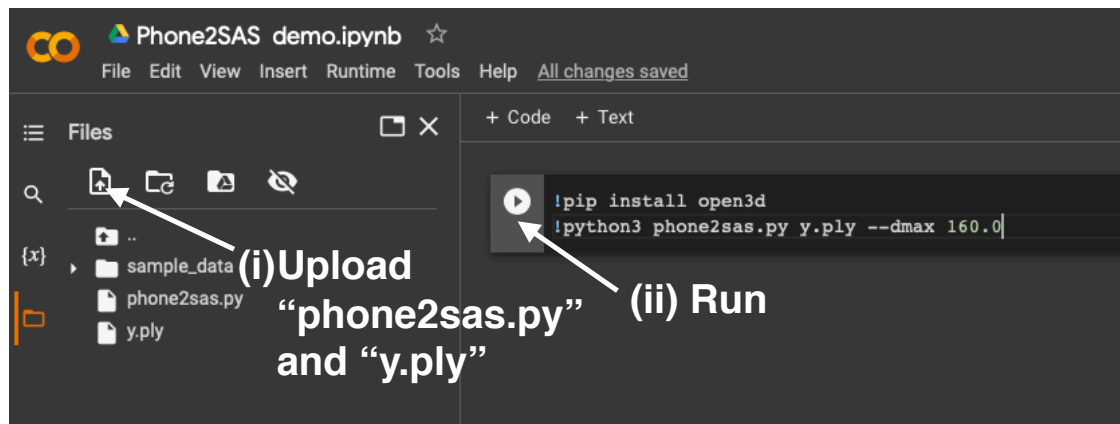 Phone2SAS demo.ipynb
File Edit View Insert Runtime Tools Help All changes saved
Files
+ Code + Text
!pip install open3d
!python3 phone2sas.py y.ply --dmax 160.0
..
{x}
sample_data
phone2sas.py
y.ply
(i)Upload
“phone2sas.py”
and “y.ply”
(ii) Run